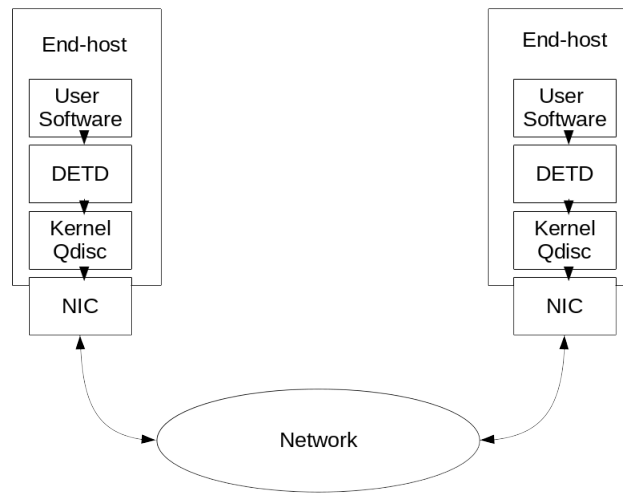 End-host
User
Software
DETD
Kernel
Qdisc
NIC
End-host
User
Software
DETD
Kernel
Qdisc
NIC
Network